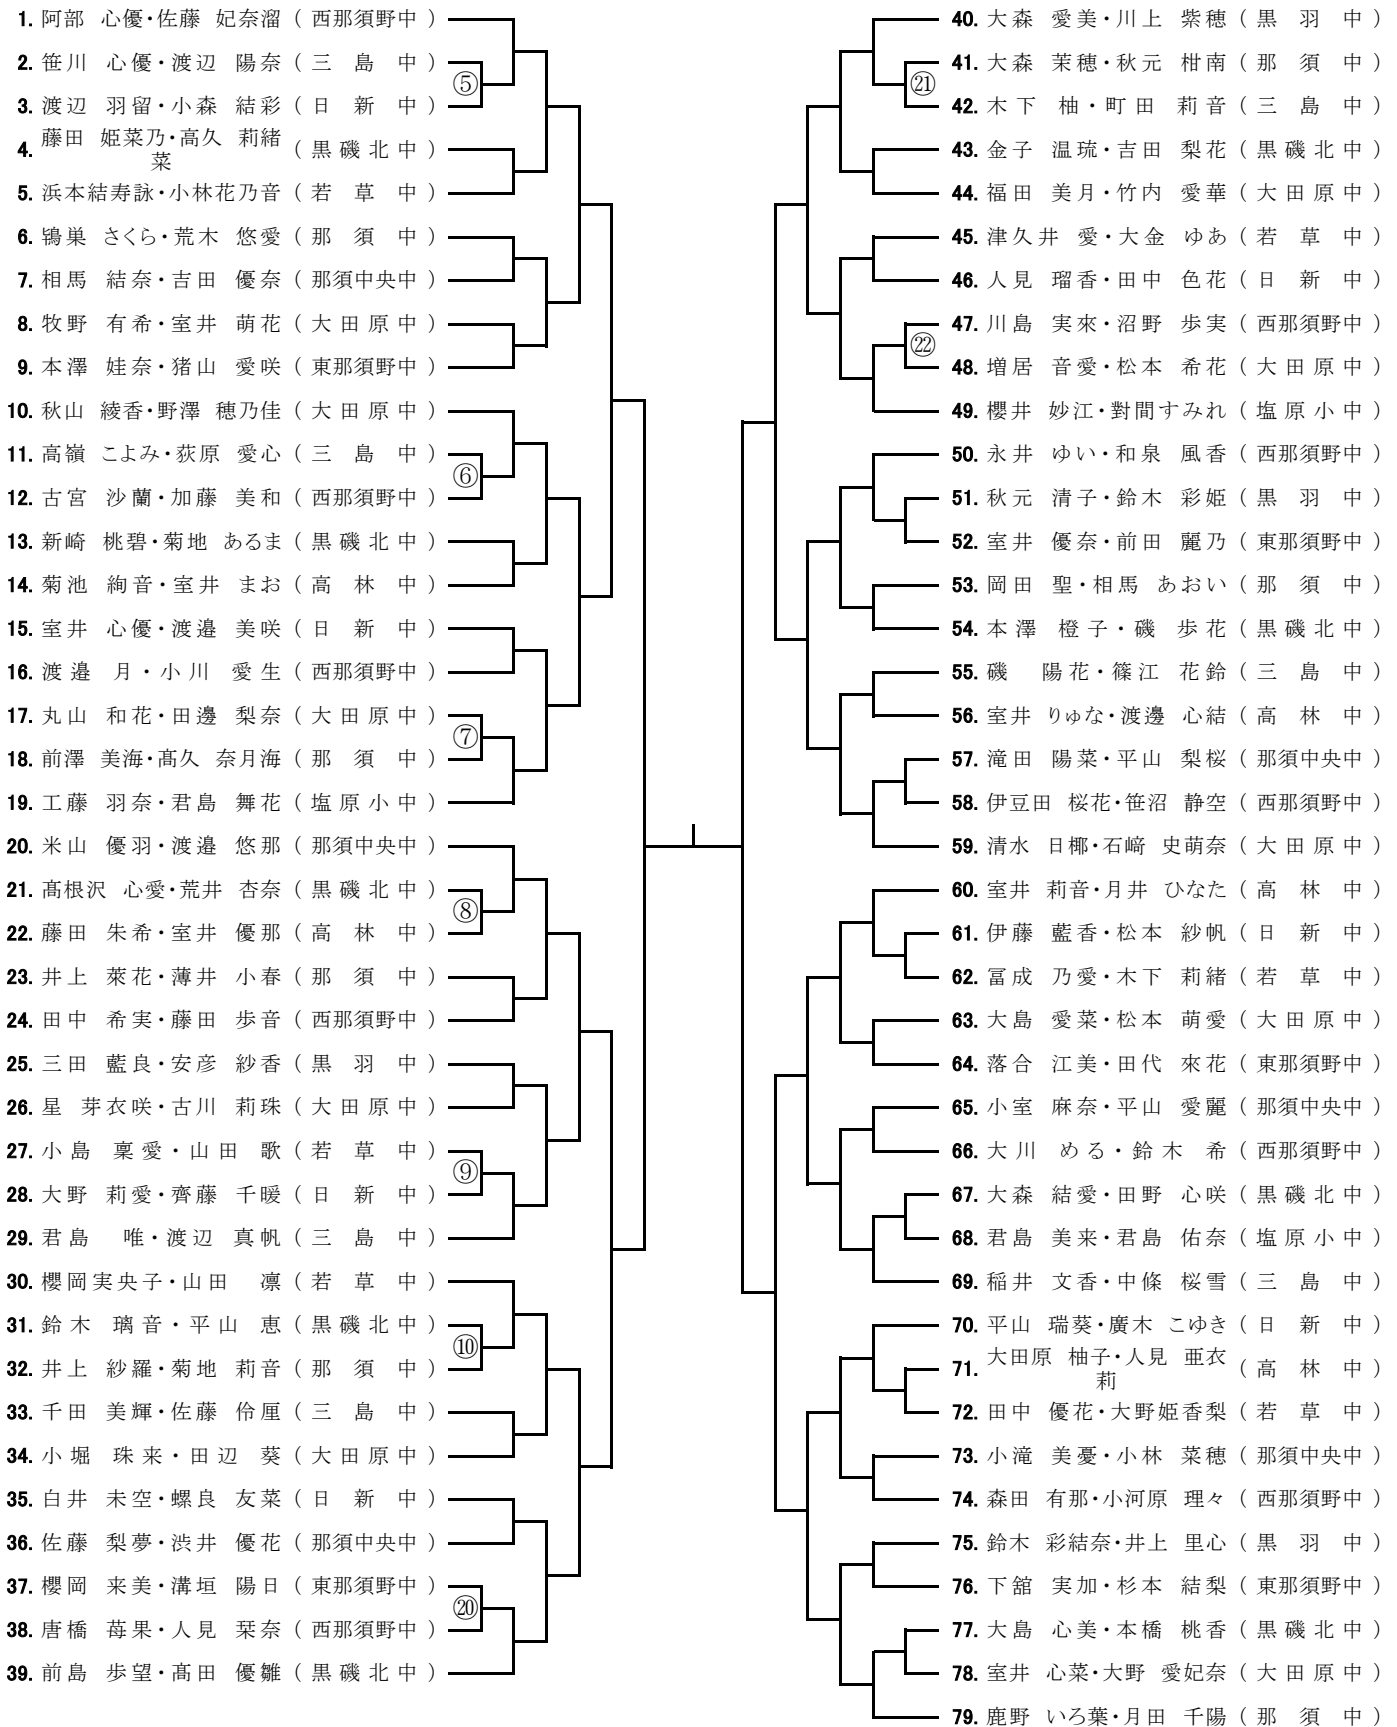 1. 阿部 心優・佐藤 妃奈溜 ( 西那須野中 )
2. 笹川 心優・渡辺 陽奈 ( 三 島 中 )
⑤
3. 渡辺 羽留・小森 結彩 ( 日 新 中 )
4. 藤田 姫菜乃・高久 莉緒
菜 ( 黒磯北中 )
5. 浜本結寿詠・小林花乃音 ( 若 草 中 )
6. 鴇巣 さくら・荒木 悠愛 ( 那 須 中 )
7. 相馬 結奈・吉田 優奈 ( 那須中央中 )
8. 牧野 有希・室井 萌花 ( 大田原中 )
9. 本澤 娃奈・猪山 愛咲 ( 東那須野中 )
10. 秋山 綾香・野澤 穂乃佳 ( 大田原中 )
11. 高嶺 こよみ・荻原 愛心 ( 三 島 中 )
⑥
12. 古宮 沙蘭・加藤 美和 ( 西那須野中 )
13. 新崎 桃碧・菊地 あるま ( 黒磯北中 )
14. 菊池 絢音・室井 まお ( 高 林 中 )
15. 室井 心優・渡邉 美咲 ( 日 新 中 )
16. 渡邉 月・小川 愛生 ( 西那須野中 )
17. 丸山 和花・田邊 梨奈 ( 大田原中 )
⑦
18. 前澤 美海・髙久 奈月海 ( 那 須 中 )
19. 工藤 羽奈・君島 舞花 ( 塩原小中 )
20. 米山 優羽・渡邉 悠那 ( 那須中央中 )
21. 髙根沢 心愛・荒井 杏奈 ( 黒磯北中 )
⑧
22. 藤田 朱希・室井 優那 ( 高 林 中 )
23. 井上 萊花・薄井 小春 ( 那 須 中 )
24. 田中 希実・藤田 歩音 ( 西那須野中 )
25. 三田 藍良・安彦 紗香 ( 黒 羽 中 )
26. 星 芽衣咲・古川 莉珠 ( 大田原中 )
27. 小島 稟愛・山田 歌 ( 若 草 中 )
⑨
28. 大野 莉愛・齊藤 千暖 ( 日 新 中 )
29. 君島 唯・渡辺 真帆 ( 三 島 中 )
30. 櫻岡実央子・山田 凛 ( 若 草 中 )
31. 鈴木 璃音・平山 恵 ( 黒磯北中 )
⑩
32. 井上 紗羅・菊地 莉音 ( 那 須 中 )
33. 千田 美輝・佐藤 伶厘 ( 三 島 中 )
34. 小堀 珠来・田辺 葵 ( 大田原中 )
35. 白井 未空・螺良 友菜 ( 日 新 中 )
36. 佐藤 梨夢・渋井 優花 ( 那須中央中 )
37. 櫻岡 来美・溝垣 陽日 ( 東那須野中 )
⑳
38. 唐橋 苺果・人見 栞奈 ( 西那須野中 )
39. 前島 歩望・髙田 優雛 ( 黒磯北中 )
40. 大森 愛美・川上 紫穂 ( 黒 羽 中 )
41. 大森 茉穂・秋元 柑南 ( 那 須 中 )
㉑
42. 木下 柚・町田 莉音 ( 三 島 中 )
43. 金子 温琉・吉田 梨花 ( 黒磯北中 )
44. 福田 美月・竹内 愛華 ( 大田原中 )
45. 津久井 愛・大金 ゆあ ( 若 草 中 )
46. 人見 瑠香・田中 色花 ( 日 新 中 )
47. 川島 実來・沼野 歩実 ( 西那須野中 )
㉒
48. 増居 音愛・松本 希花 ( 大田原中 )
49. 櫻井 妙江・對間すみれ ( 塩原小中 )
50. 永井 ゆい・和泉 風香 ( 西那須野中 )
51. 秋元 清子・鈴木 彩姫 ( 黒 羽 中 )
52. 室井 優奈・前田 麗乃 ( 東那須野中 )
53. 岡田 聖・相馬 あおい ( 那 須 中 )
54. 本澤 橙子・磯 歩花 ( 黒磯北中 )
55. 磯 陽花・篠江 花鈴 ( 三 島 中 )
56. 室井 りゅな・渡邊 心結 ( 高 林 中 )
57. 滝田 陽菜・平山 梨桜 ( 那須中央中 )
58. 伊豆田 桜花・笹沼 静空 ( 西那須野中 )
59. 清水 日椰・石﨑 史萌奈 ( 大田原中 )
60. 室井 莉音・月井 ひなた ( 高 林 中 )
61. 伊藤 藍香・松本 紗帆 ( 日 新 中 )
62. 冨成 乃愛・木下 莉緒 ( 若 草 中 )
63. 大島 愛菜・松本 萌愛 ( 大田原中 )
64. 落合 江美・田代 來花 ( 東那須野中 )
65. 小室 麻奈・平山 愛麗 ( 那須中央中 )
66. 大川 める・鈴木 希 ( 西那須野中 )
67. 大森 結愛・田野 心咲 ( 黒磯北中 )
68. 君島 美来・君島 佑奈 ( 塩原小中 )
69. 稲井 文香・中條 桜雪 ( 三 島 中 )
70. 平山 瑞葵・廣木 こゆき ( 日 新 中 )
71. 大田原 柚子・人見 亜衣
莉 ( 高 林 中 )
72. 田中 優花・大野姫香梨 ( 若 草 中 )
73. 小滝 美憂・小林 菜穂 ( 那須中央中 )
74. 森田 有那・小河原 理々 ( 西那須野中 )
75. 鈴木 彩結奈・井上 里心 ( 黒 羽 中 )
76. 下舘 実加・杉本 結梨 ( 東那須野中 )
77. 大島 心美・本橋 桃香 ( 黒磯北中 )
78. 室井 心菜・大野 愛妃奈 ( 大田原中 )
79. 鹿野 いろ葉・月田 千陽 ( 那 須 中 )